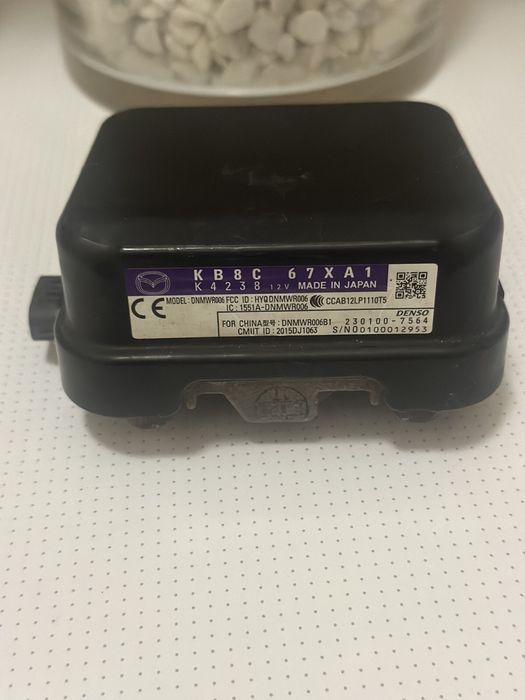 KB8C 67XA1
K4238 12V MADE IN JAPAN
CE MODEL: DNMWR006 FCC ID: HYQDNMWR006 CCAB12LP1110T5
IC: 1551A-DNMWR006
DENSO
FOR CHINA型号: DNMWR006B1 230100-7564
CMIIT ID: 2015DJ1063 S/N00100012953